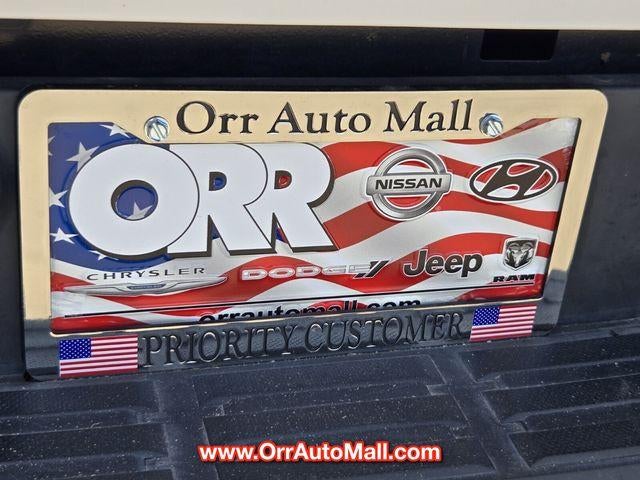 Orr Auto Mall
ORR
NISSAN
CHRYSLER DODGE Jeep
RAM
orrautomall.com
PRIORITY CUSTOMER
www.OrrAutoMall.com